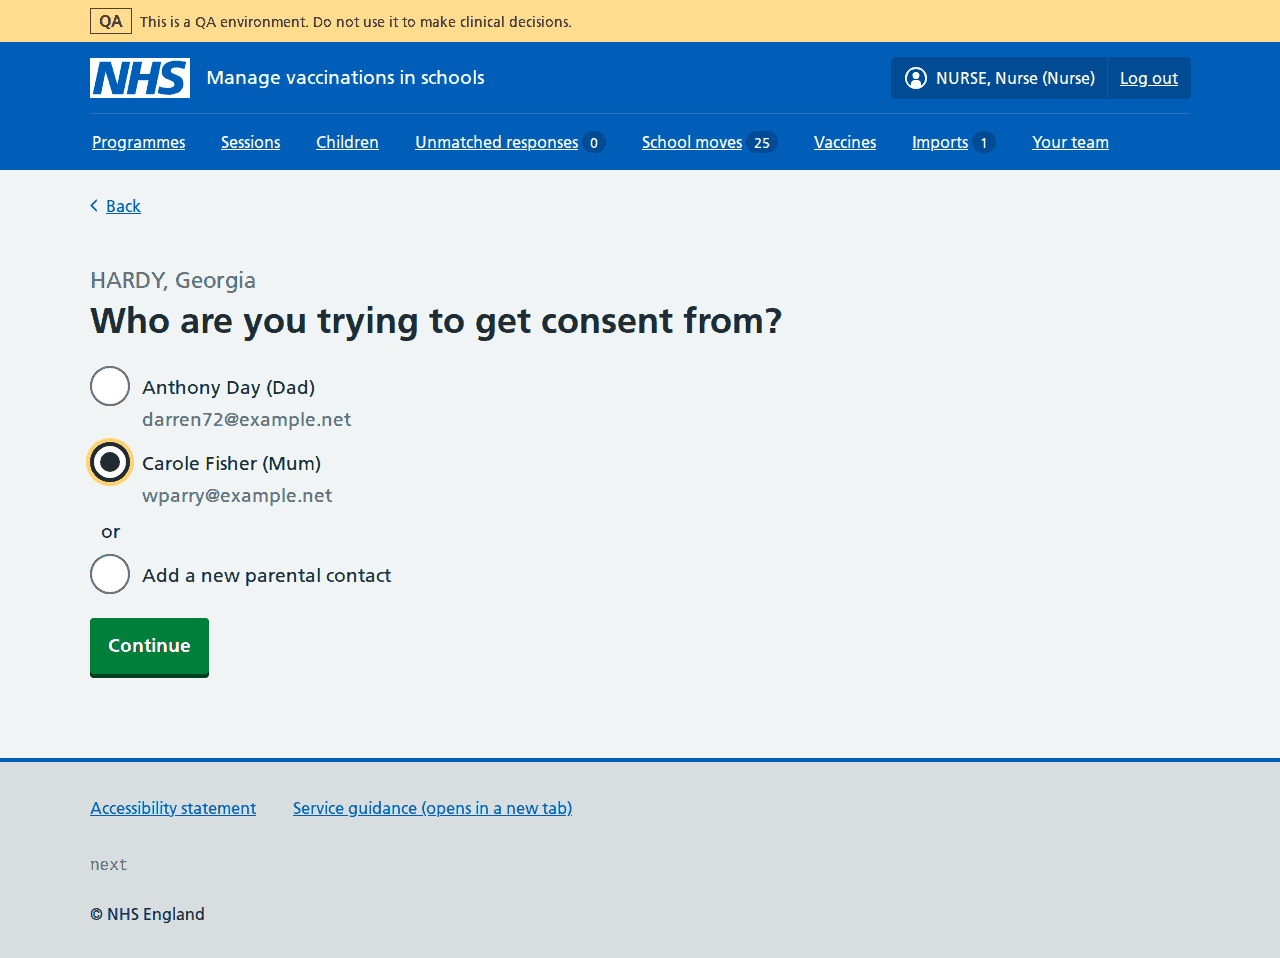 QA This is a QA environment. Do not use it to make clinical decisions.
NHS Manage vaccinations in schools NURSE, Nurse (Nurse) Log out
Programmes Sessions Children Unmatched responses 0 School moves 25 Vaccines Imports 1 Your team
Back
HARDY, Georgia
Who are you trying to get consent from?
Anthony Day (Dad)
darren72@example.net
Carole Fisher (Mum)
wparry@example.net
or
Add a new parental contact
Continue
Accessibility statement Service guidance (opens in a new tab)
next
© NHS England